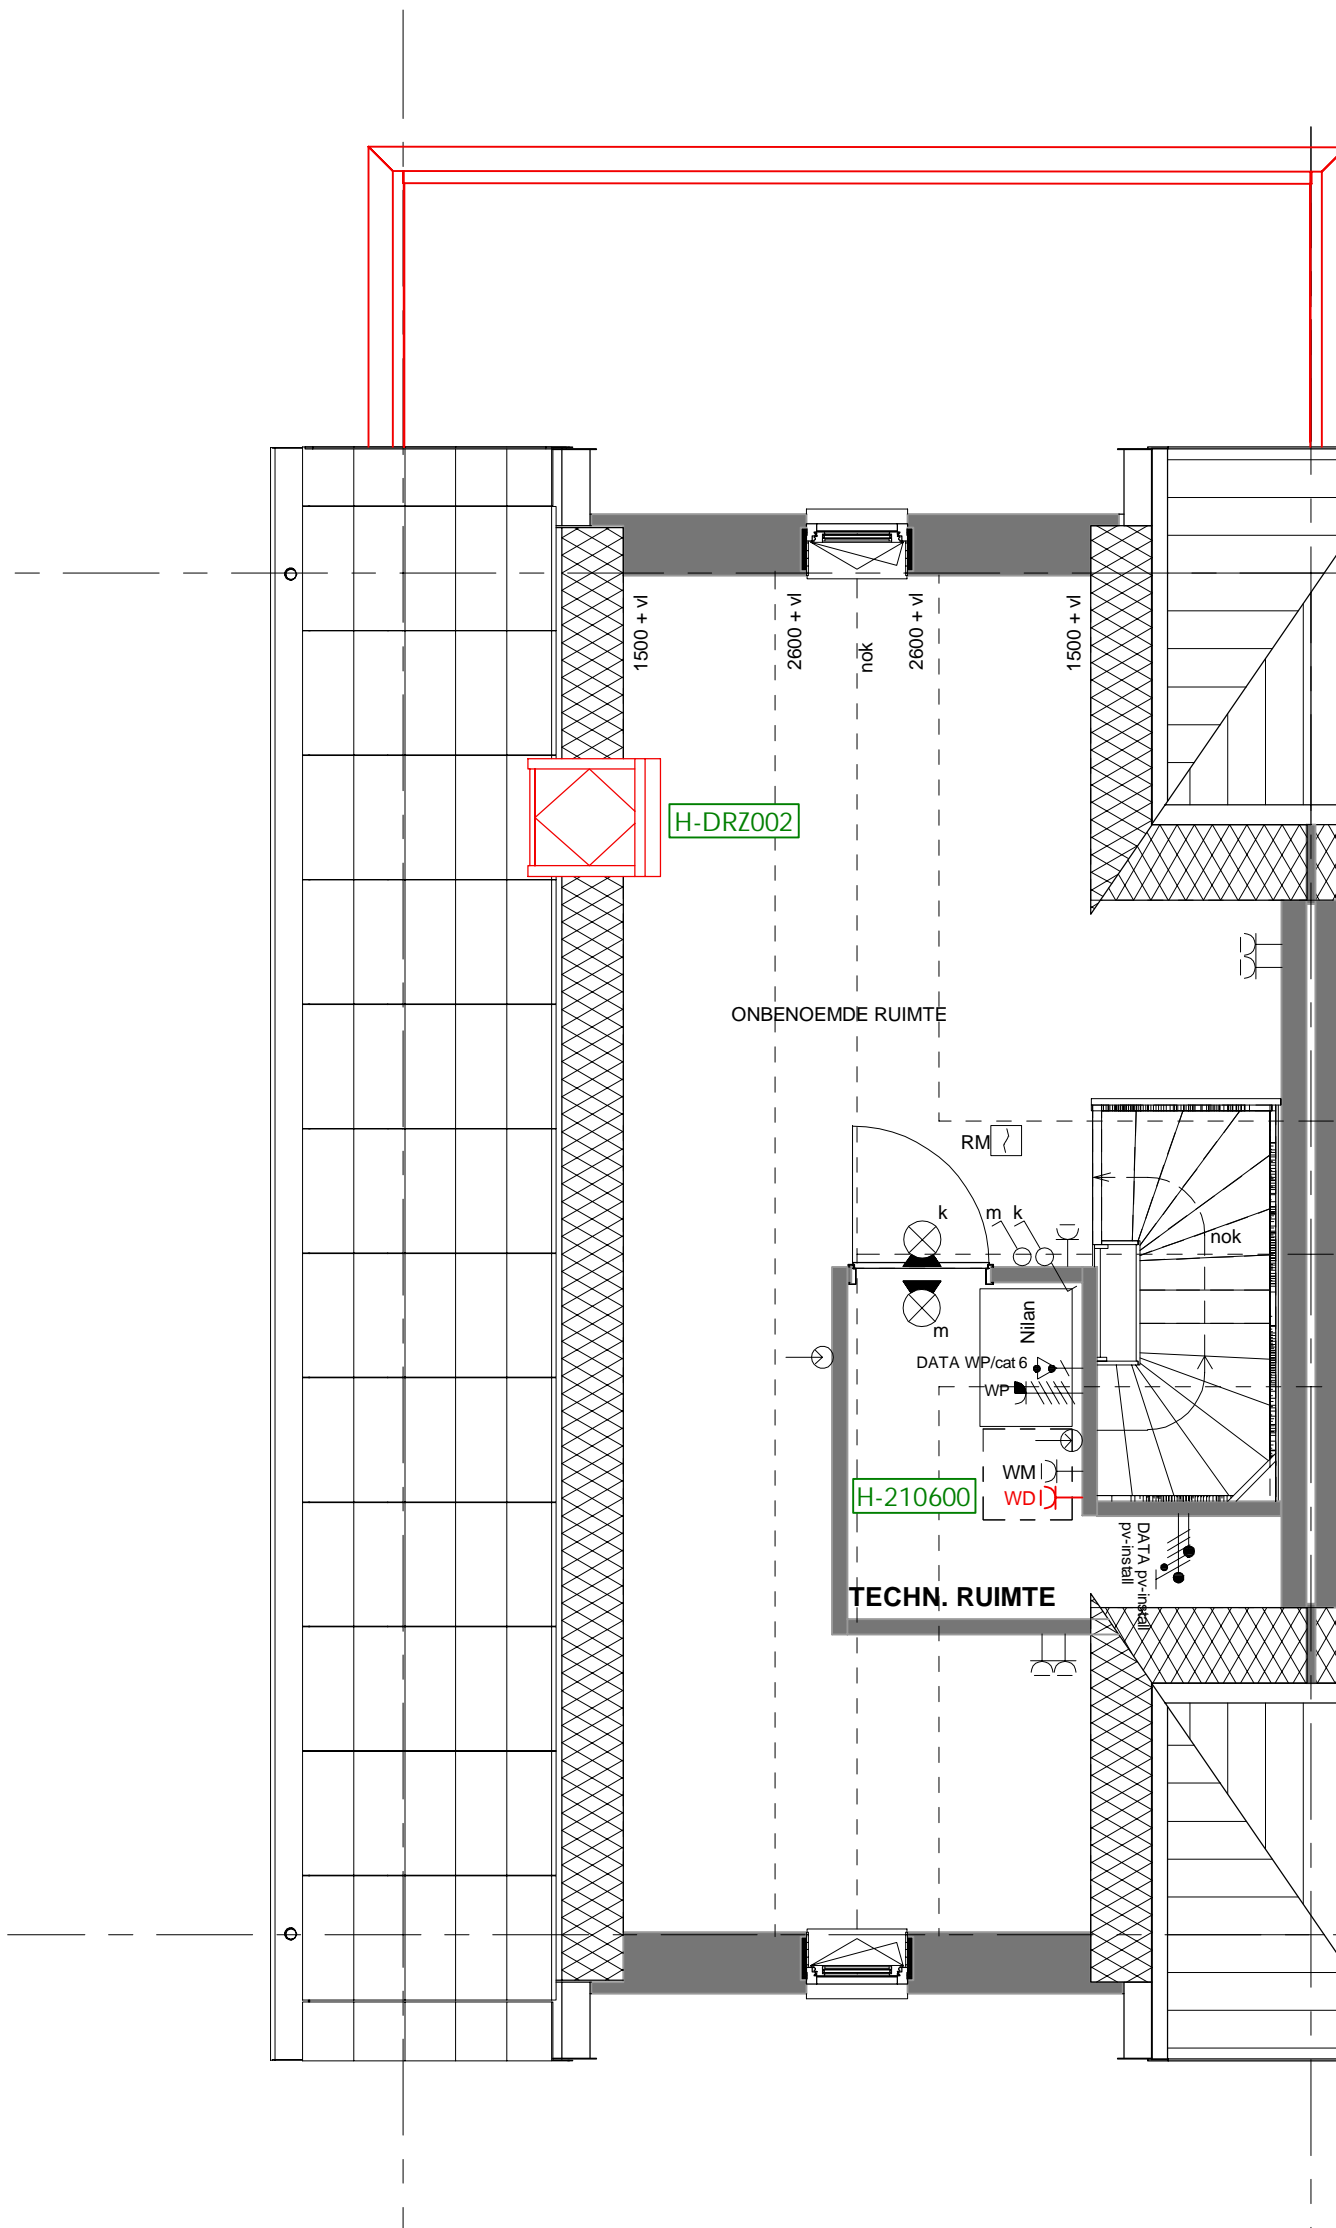 1500 + vl
2600 + vl
nok
2600 + vl
1500 + vl
H-DRZ002
ONBENOEMDE RUIMTE
RM
k
m
k
nok
m
Nilan
DATA WP/cat 6
WP
WM
H-210600
WD
DATA pv-install
pv-install
TECHN. RUIMTE